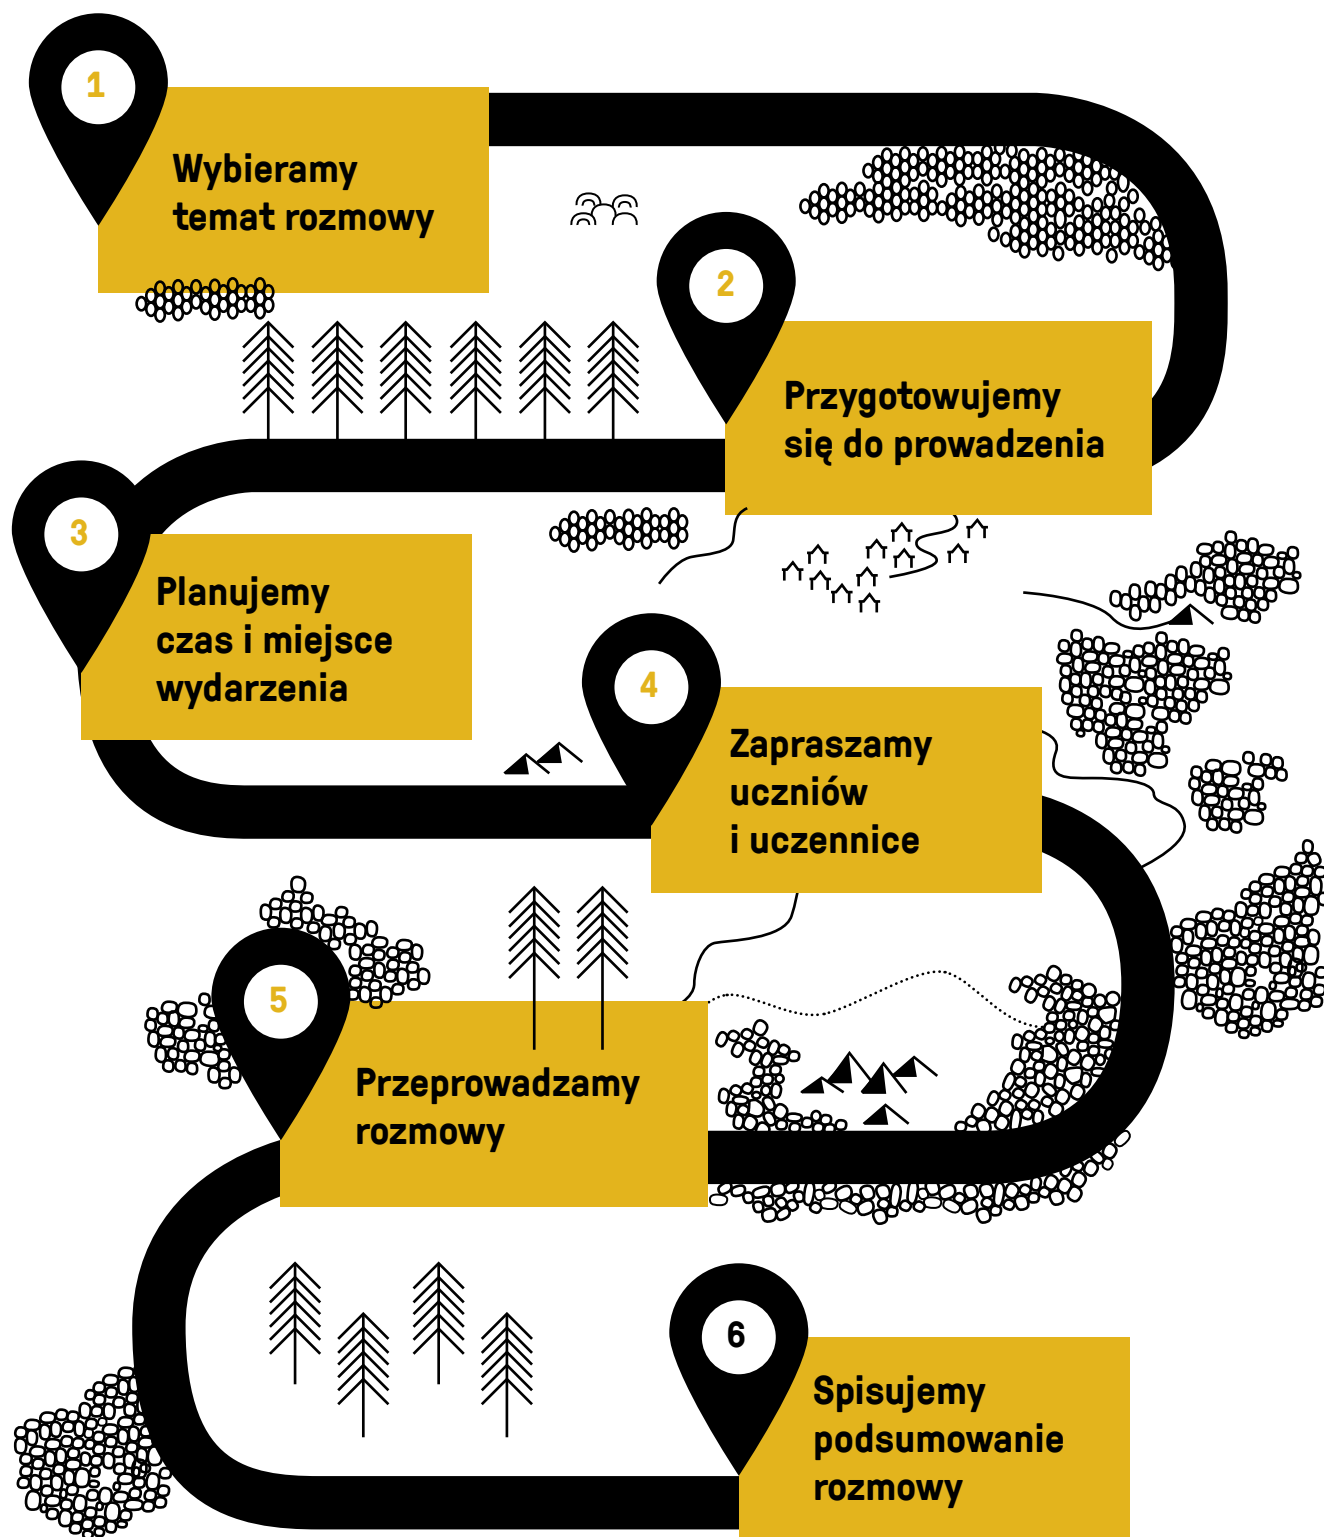 1
Wybieramy
temat rozmowy
2
Przygotowujemy
się do prowadzenia
3
Planujemy
czas i miejsce
wydarzenia
4
Zapraszamy
uczniów
i uczennice
5
Przeprowadzamy
rozmowy
6
Spisujemy
podsumowanie
rozmowy